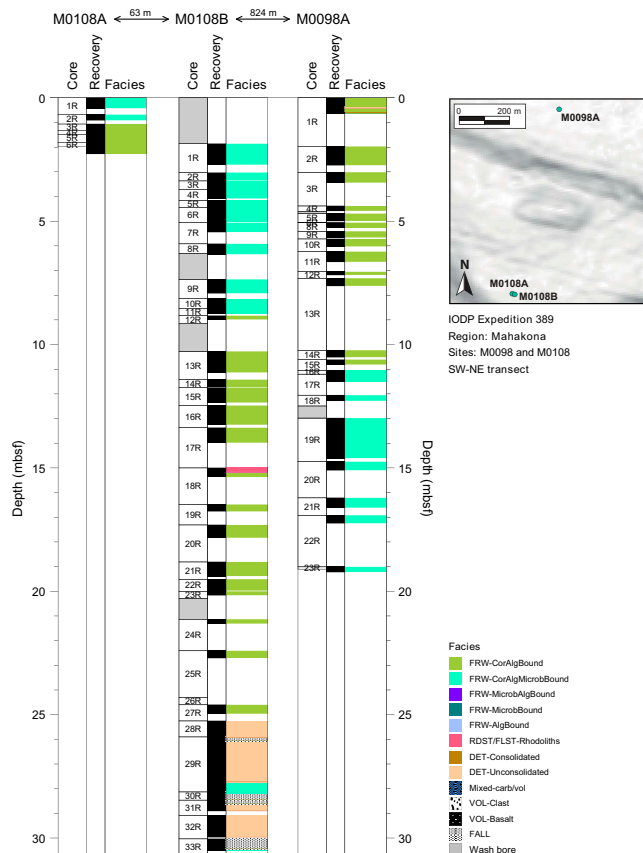 M0108A 63 m M0108B 824 m M0098A
Core Recovery Facies Core Recovery Facies Core Recovery Facies
Depth (mbsf)
0
5
10
15
20
25
30
1R
2R
3R
4R
5R
6R
1R
2R
3R
4R
5R
6R
7R
8R
9R
10R
11R
12R
13R
14R
15R
16R
17R
18R
19R
20R
21R
22R
23R
24R
25R
26R
27R
28R
29R
30R
31R
32R
33R
1R
2R
3R
4R
5R
8R
9R
10R
11R
12R
13R
14R
15R
16R
17R
18R
19R
20R
21R
22R
23R
0
5
10
15
20
25
30
Depth (mbsf)
0 200 m
M0098A
N
M0108A
M0108B
IODP Expedition 389
Region: Mahakona
Sites: M0098 and M0108
SW-NE transect
Facies
FRW-CorAlgBound
FRW-CorAlgMicrobBound
FRW-MicrobAlgBound
FRW-MicrobBound
FRW-AlgBound
RDST/FLST-Rhodoliths
DET-Consolidated
DET-Unconsolidated
Mixed-carb/vol
VOL-Clast
VOL-Basalt
FALL
Wash bore